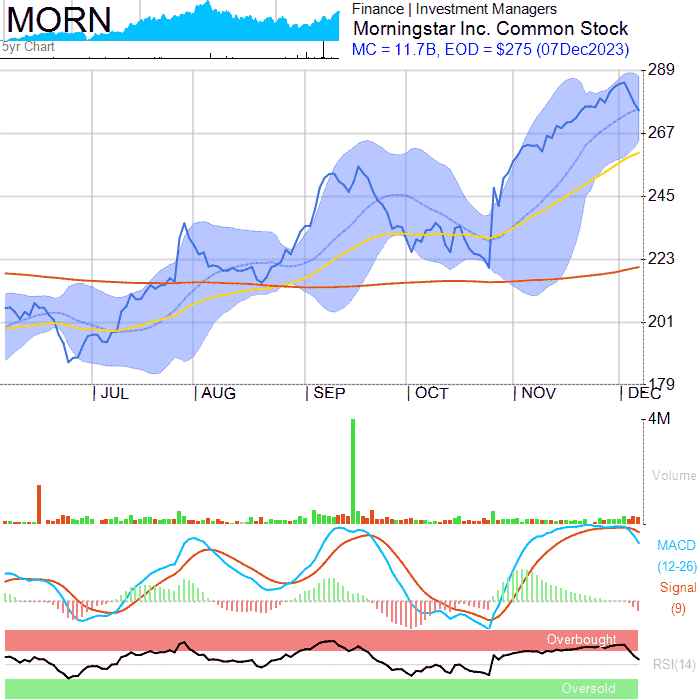 MORN
5yr Chart
Finance | Investment Managers
Morningstar Inc. Common Stock
MC = 11.7B, EOD = $275 (07Dec2023)
289
267
245
223
201
179
JUL AUG SEP OCT NOV DEC
4M
Volume
MACD
(12-26)
Signal
(9)
Overbought
RSI(14)
Oversold